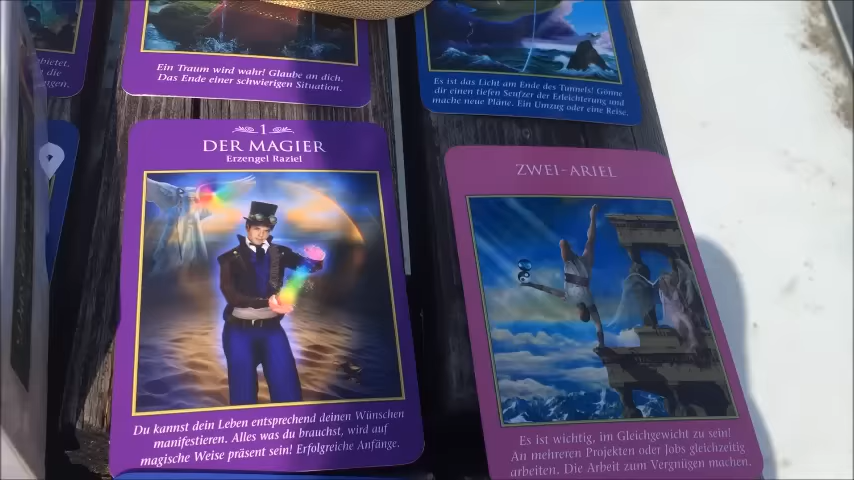 Ein Traum wird wahr! Glaube an dich.
Das Ende einer schwierigen Situation.
Es ist das Licht am Ende des Tunnels! Gönne
dir einen tiefen Seufzer der Erleichterung und
mache neue Pläne. Ein Umzug oder eine Reise.
die
1
DER MAGIER
Erzengel Raziel
Du kannst dein Leben entsprechend deinen Wünschen
manifestieren. Alles was du brauchst, wird auf
magische Weise präsent sein! Erfolgreiche Anfänge.
ZWEI-ARIEL
Es ist wichtig, im Gleichgewicht zu sein!
An mehreren Projekten oder Jobs gleichzeitig
arbeiten. Die Arbeit zum Vergnügen machen.